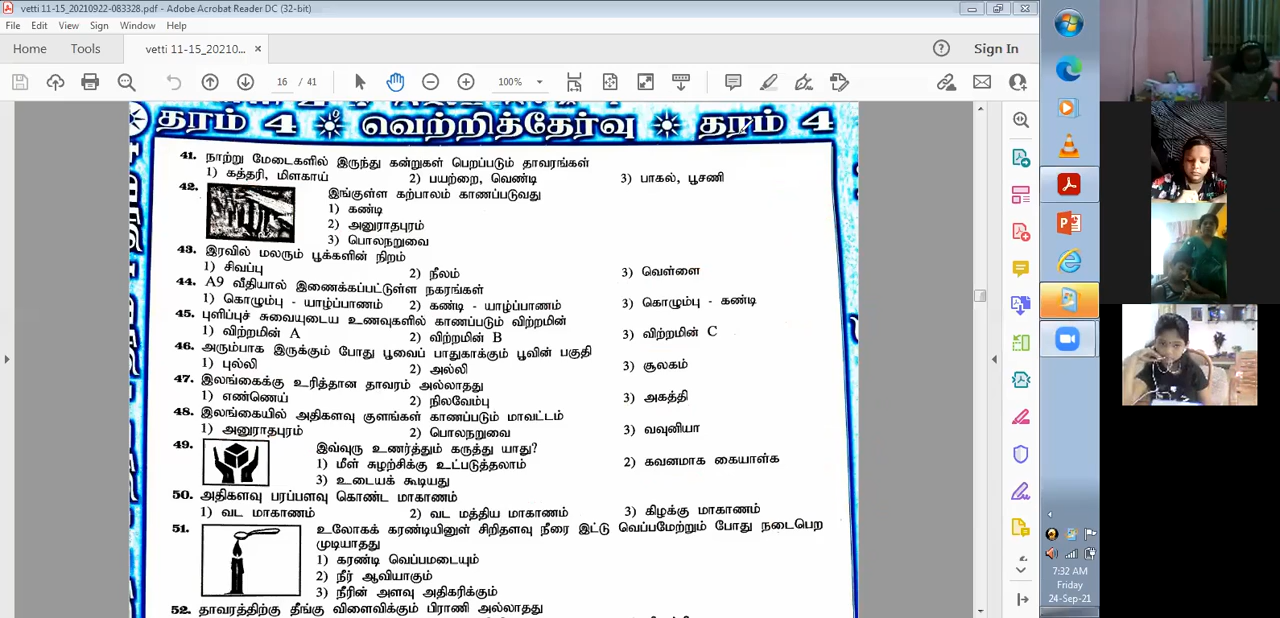 vetti 11-15_20210922-083328.pdf - Adobe Acrobat Reader DC (32-bit)
File Edit View Sign Window Help
Home Tools vetti 11-15_20210... × Sign In
16 / 41 100%
தரம் 4 வெற்றித்தேர்வு தரம் 4
41. நாற்று மேடைகளில் இருந்து கன்றுகள் பெறப்படும் தாவரங்கள்
1) கத்தரி, மிளகாய் 2) பயற்றை, வெண்டி 3) பாகல், பூசணி
42. இங்குள்ள கற்பாலம் காணப்படுவது
1) கண்டி
2) அனுராதபுரம்
3) பொலநறுவை
43. இரவில் மலரும் பூக்களின் நிறம்
1) சிவப்பு 2) நீலம் 3) வெள்ளை
44. A9 வீதியால் இணைக்கப்பட்டுள்ள நகரங்கள்
1) கொழும்பு - யாழ்ப்பாணம் 2) கண்டி - யாழ்ப்பாணம் 3) கொழும்பு - கண்டி
45. புளிப்புச் சுவையுடைய உணவுகளில் காணப்படும் விற்றமின்
1) விற்றமின் A 2) விற்றமின் B 3) விற்றமின் C
46. அரும்பாக இருக்கும் போது பூவைப் பாதுகாக்கும் பூவின் பகுதி
1) புல்லி 2) அல்லி 3) சூலகம்
47. இலங்கைக்கு உரித்தான தாவரம் அல்லாதது
1) எண்ணெய் 2) நிலவேம்பு 3) அகத்தி
48. இலங்கையில் அதிகளவு குளங்கள் காணப்படும் மாவட்டம்
1) அனுராதபுரம் 2) பொலநறுவை 3) வவுனியா
49. இவ்வுரு உணர்த்தும் கருத்து யாது?
1) மீள் சுழற்சிக்கு உட்படுத்தலாம் 2) கவனமாக கையாள்க
3) உடையக் கூடியது
50. அதிகளவு பரப்பளவு கொண்ட மாகாணம்
1) வட மாகாணம் 2) வட மத்திய மாகாணம் 3) கிழக்கு மாகாணம்
51. உலோகக் கரண்டியினுள் சிறிதளவு நீரை இட்டு வெப்பமேற்றும் போது நடைபெற
முடியாதது
1) கரண்டி வெப்பமடையும்
2) நீர் ஆவியாகும்
3) நீரின் அளவு அதிகரிக்கும்
52. தாவரத்திற்கு தீங்கு விளைவிக்கும் பிராணி அல்லாதது
7:32 AM
Friday
24-Sep-21